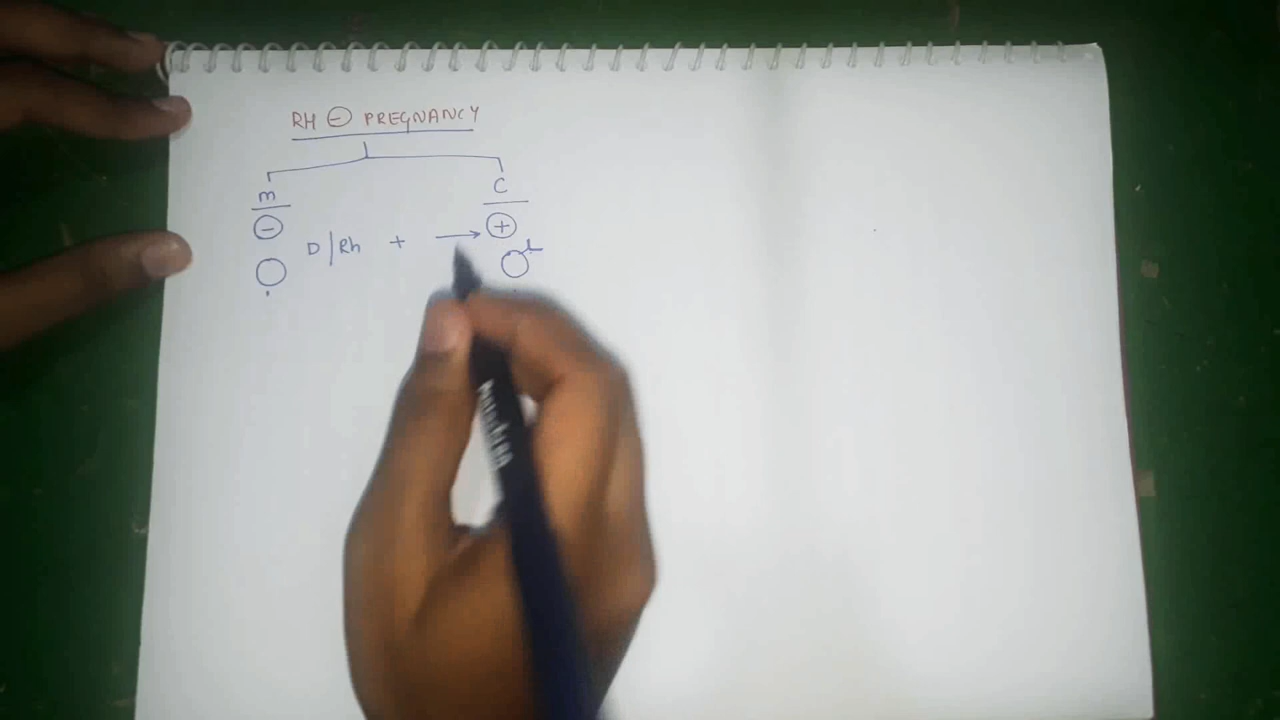 RH ⊖ PREGNANCY
m C
⊖ ⊕
D/Rh + →